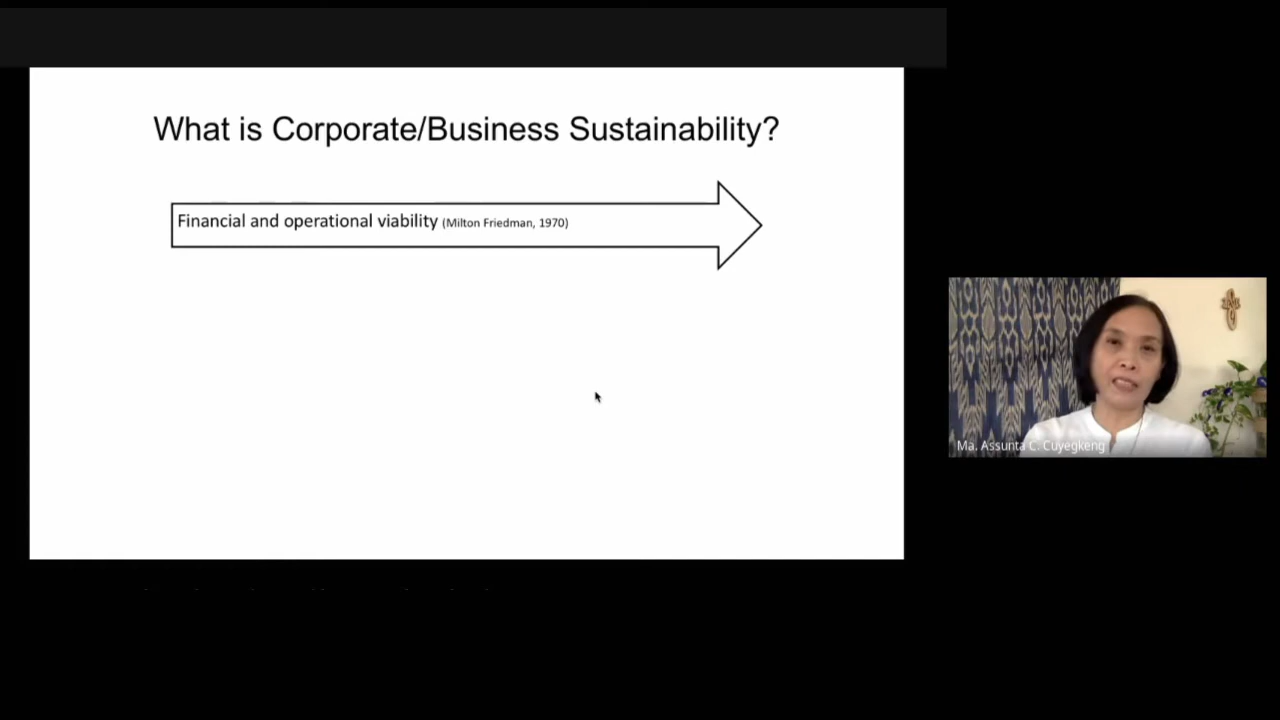 What is Corporate/Business Sustainability?
Financial and operational viability (Milton Friedman, 1970)
Ma. Assunta C. Cuyegkeng